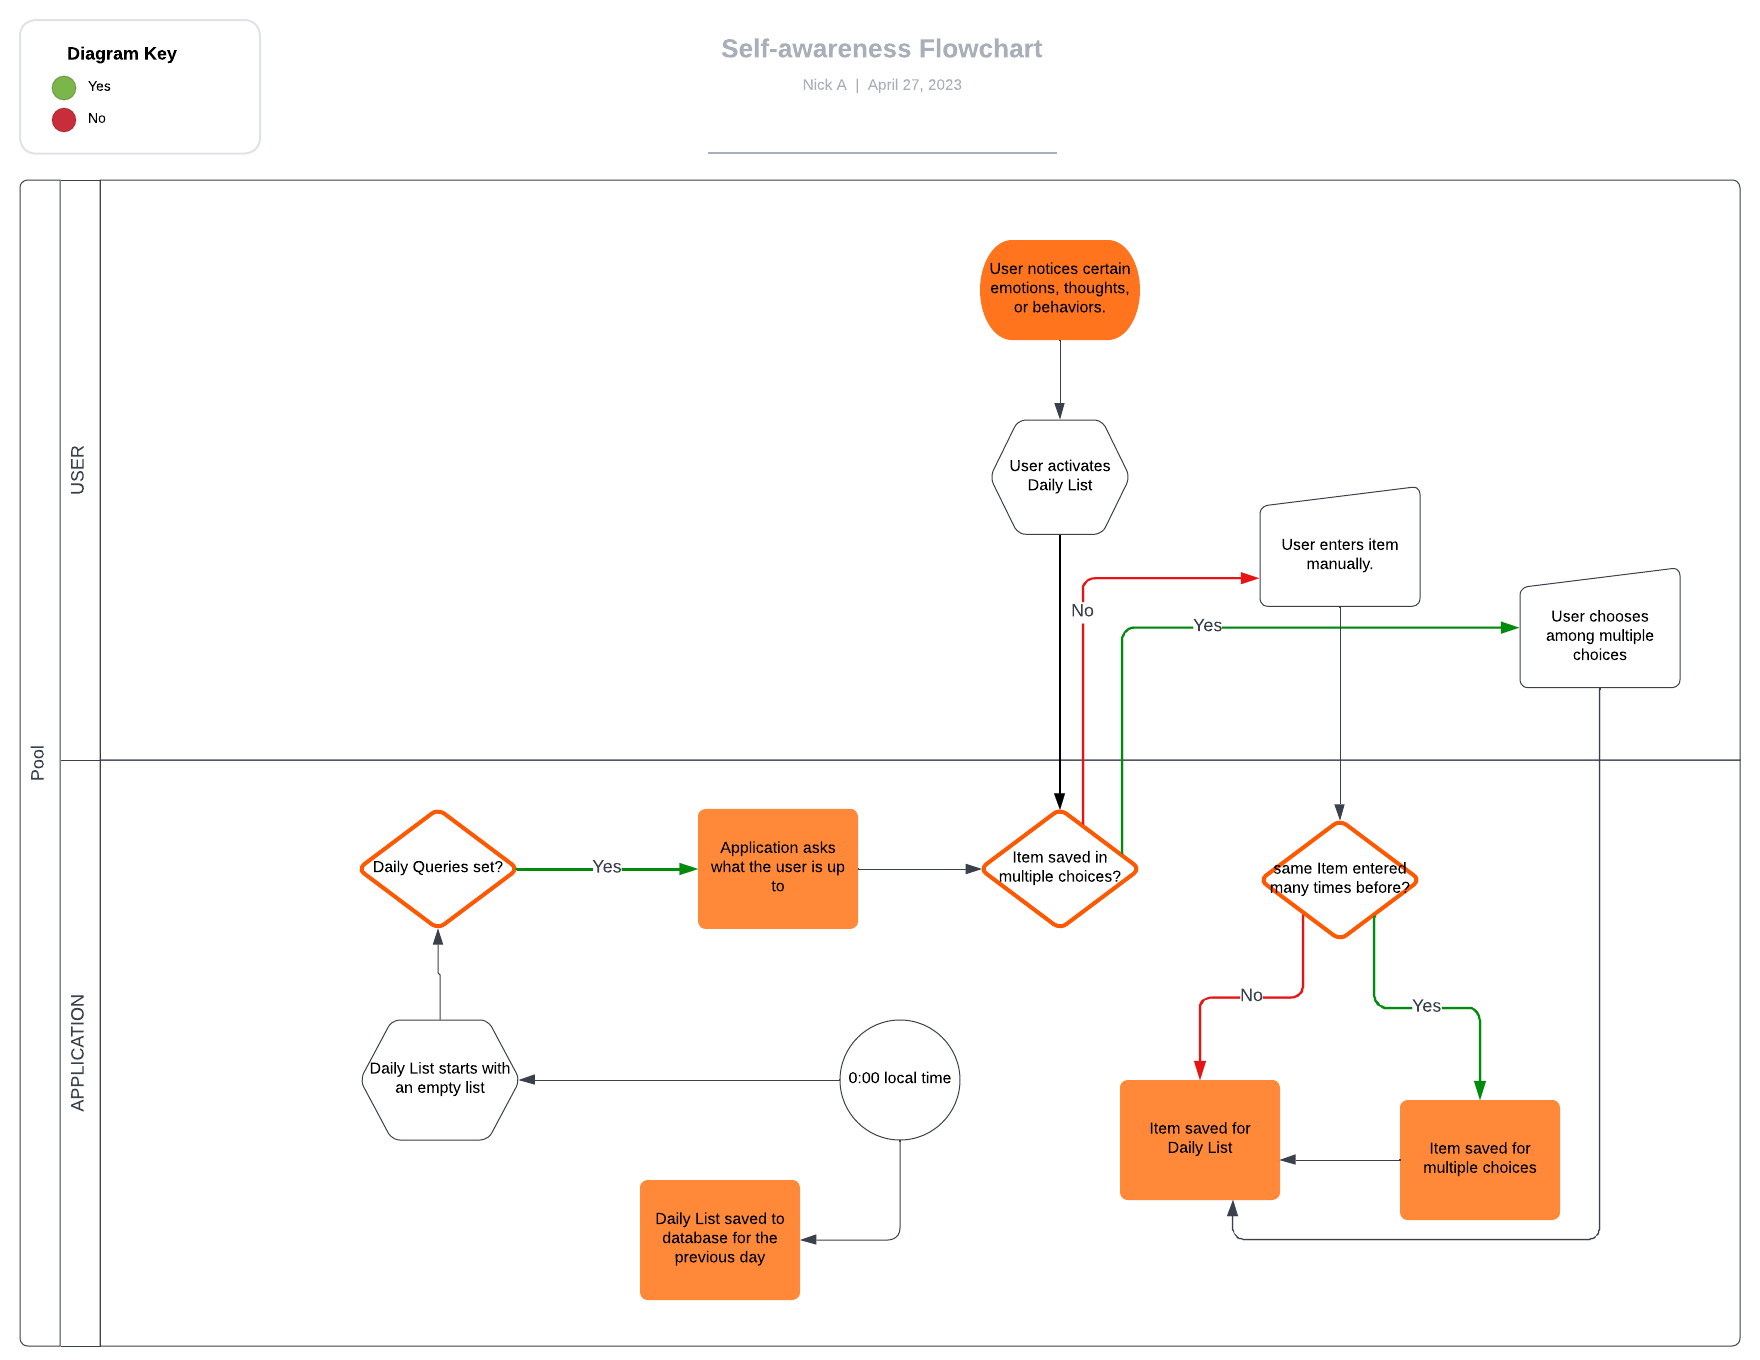 Diagram Key
Yes
No
Self-awareness Flowchart
Nick A | April 27, 2023
Pool
USER
User notices certain
emotions, thoughts,
or behaviors.
User activates
Daily List
User enters item
manually.
No
Yes
User chooses
among multiple
choices
APPLICATION
Daily Queries set?
Yes
Application asks
what the user is up
to
Item saved in
multiple choices?
same Item entered
many times before?
No
Yes
Daily List starts with
an empty list
0:00 local time
Item saved for
Daily List
Item saved for
multiple choices
Daily List saved to
database for the
previous day